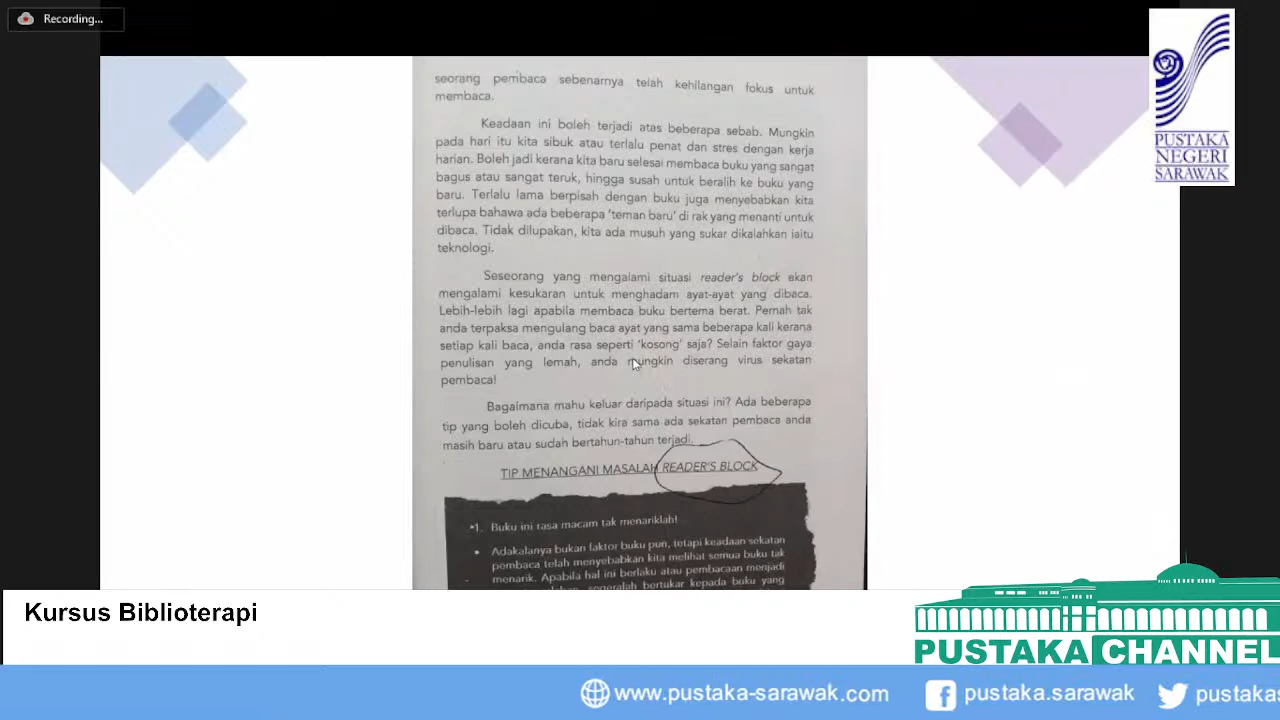 Recording...
PUSTAKA
NEGERI
SARAWAK
seorang pembaca sebenarnya telah kehilangan fokus untuk
membaca.
Keadaan ini boleh terjadi atas beberapa sebab. Mungkin
pada hari itu kita sibuk atau terlalu penat dan stres dengan kerja
harian. Boleh jadi kerana kita baru selesai membaca buku yang sangat
bagus atau sangat teruk, hingga susah untuk beralih ke buku yang
baru. Terlalu lama berpisah dengan buku juga menyebabkan kita
terlupa bahawa ada beberapa 'teman baru' di rak yang menanti untuk
dibaca. Tidak dilupakan, kita ada musuh yang sukar dikalahkan iaitu
teknologi.
Seseorang yang mengalami situasi reader's block akan
mengalami kesukaran untuk menghadam ayat-ayat yang dibaca.
Lebih-lebih lagi apabila membaca buku bertema berat. Pernah tak
anda terpaksa mengulang baca ayat yang sama beberapa kali kerana
setiap kali baca, anda rasa seperti 'kosong' saja? Selain faktor gaya
penulisan yang lemah, anda mungkin diserang virus sekatan
pembaca!
Bagaimana mahu keluar daripada situasi ini? Ada beberapa
tip yang boleh dicuba, tidak kira sama ada sekatan pembaca anda
masih baru atau sudah bertahun-tahun terjadi.
TIP MENANGANI MASALAH READER'S BLOCK
1. Buku ini rasa macam tak menariklah!
• Adakalanya bukan faktor buku pun, tetapi keadaan sekatan
pembaca telah menyebabkan kita melihat semua buku tak
menarik. Apabila hal ini berlaku atau pembacaan menjadi
segeralah bertukar kepada buku yang
Kursus Biblioterapi
PUSTAKA CHANNEL
www.pustaka-sarawak.com
pustaka.sarawak
pustakas